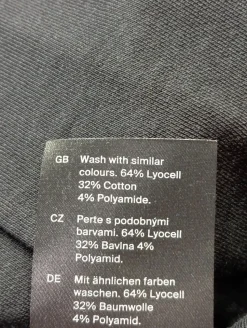 GB Wash with similar
colours. 64% Lyocell
32% Cotton
4% Polyamide.
CZ Perte s podobnými
barvami. 64% Lyocell
32% Bavlna 4%
Polyamid.
DE Mit ähnlichen farben
waschen. 64% Lyocell
32% Baumwolle
4% Polyamid.